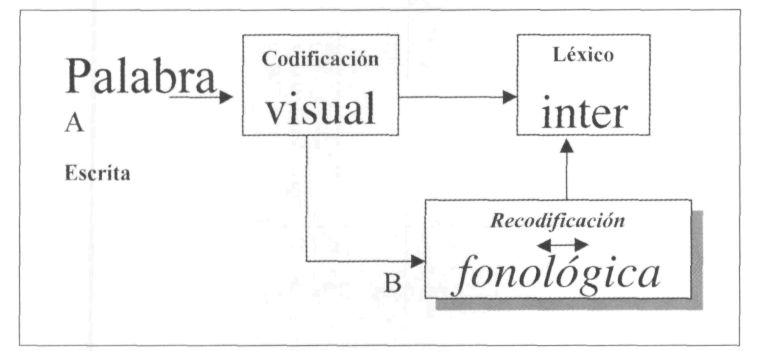 Palabra
A
Escrita
Codificación
visual
Léxico
inter
Recodificación
fonológica
B